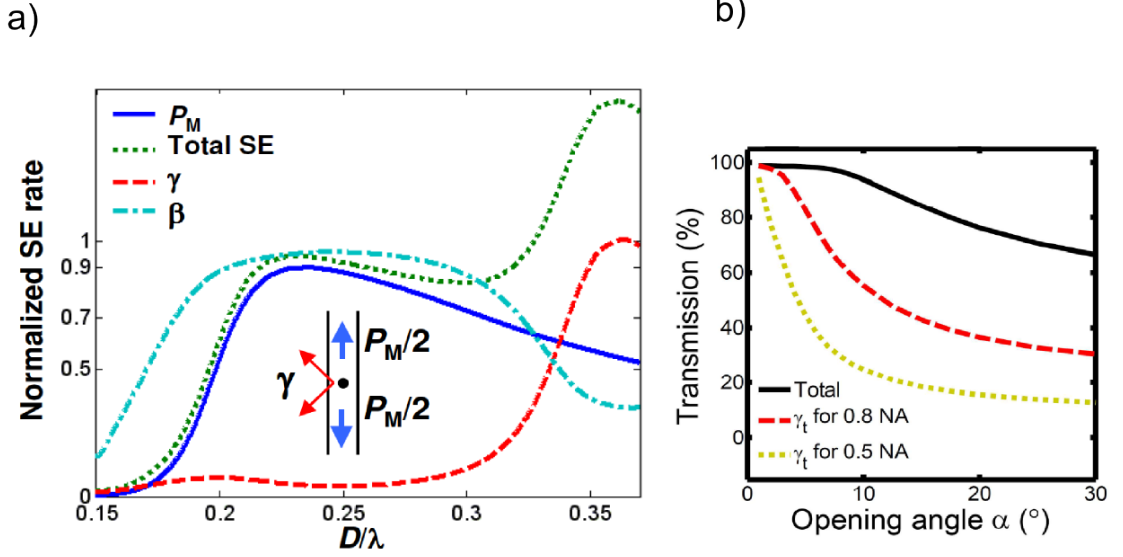 a)
b)
Normalized SE rate
P_M
Total SE
γ
β
1
0.9
0.7
0.5
0
0.15
0.2
0.25
0.3
0.35
D/λ
P_M/2
γ
P_M/2
Transmission (%)
100
80
60
40
20
0
Total
γ_t for 0.8 NA
γ_t for 0.5 NA
0
10
20
30
Opening angle α (°)